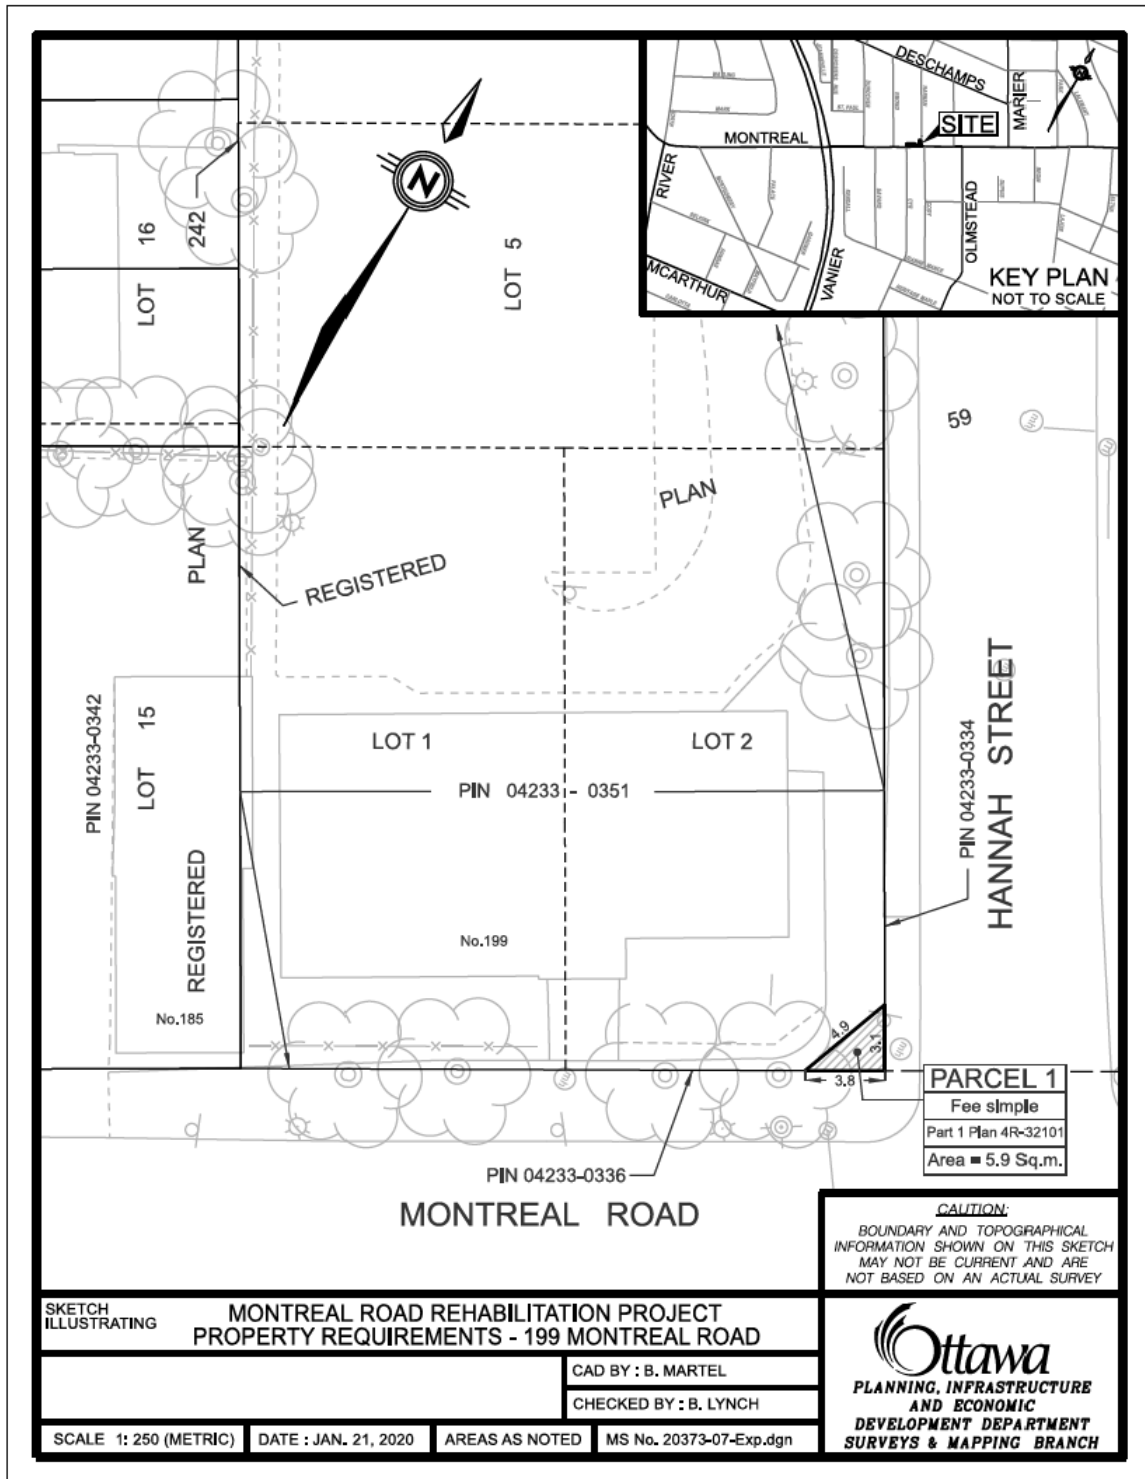 DESCHAMPS
MARIER
SITE
MONTREAL
RIVER
OLMSTEAD
VANIER
MCARTHUR
KEY PLAN
NOT TO SCALE
N
16
242
LOT
LOT 5
59
PLAN
PLAN
REGISTERED
PIN 04233-0342
LOT 15
REGISTERED
LOT 1
LOT 2
PIN 04233 - 0351
PIN 04233-0334
HANNAH STREET
No.199
No.185
4.9
3.1
3.8
PARCEL 1
Fee simple
Part 1 Plan 4R-32101
Area = 5.9 Sq.m.
PIN 04233-0336
MONTREAL ROAD
CAUTION:
BOUNDARY AND TOPOGRAPHICAL
INFORMATION SHOWN ON THIS SKETCH
MAY NOT BE CURRENT AND ARE
NOT BASED ON AN ACTUAL SURVEY
SKETCH
ILLUSTRATING
MONTREAL ROAD REHABILITATION PROJECT
PROPERTY REQUIREMENTS - 199 MONTREAL ROAD
CAD BY : B. MARTEL
CHECKED BY : B. LYNCH
SCALE 1: 250 (METRIC)
DATE : JAN. 21, 2020
AREAS AS NOTED
MS No. 20373-07-Exp.dgn
Ottawa
PLANNING, INFRASTRUCTURE
AND ECONOMIC
DEVELOPMENT DEPARTMENT
SURVEYS & MAPPING BRANCH